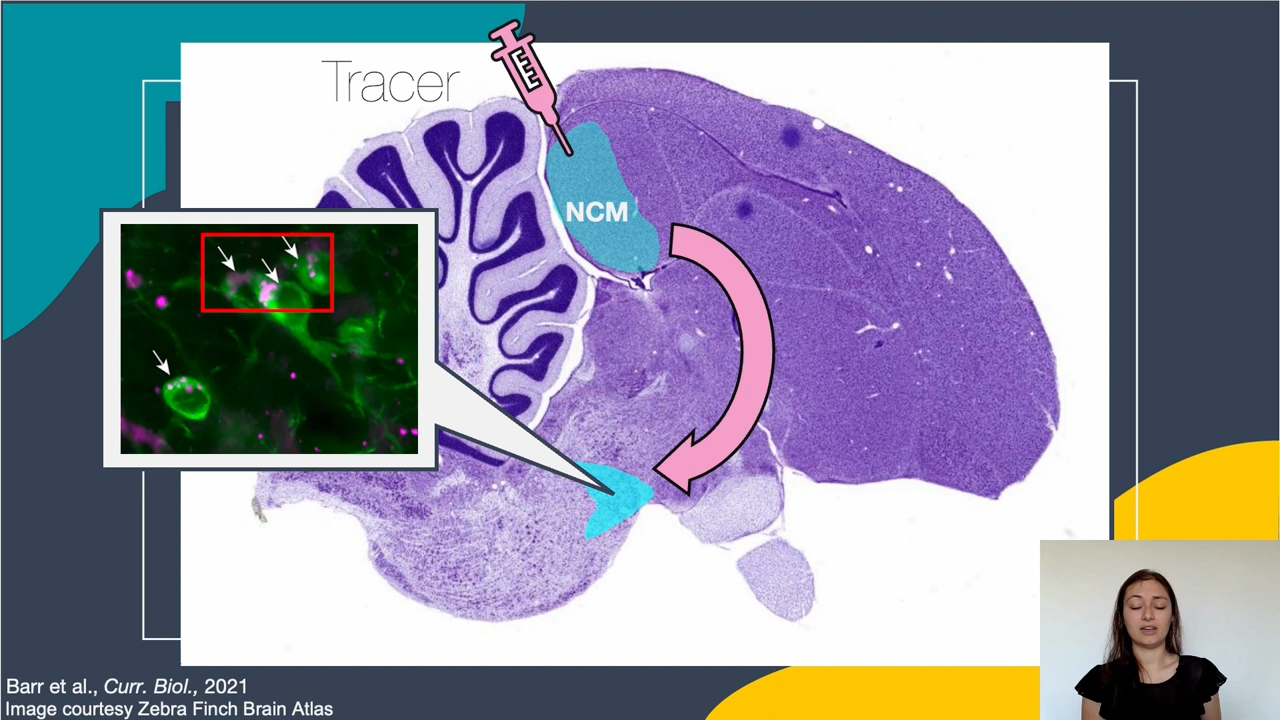 Tracer
NCM
Barr et al., Curr. Biol., 2021
Image courtesy Zebra Finch Brain Atlas